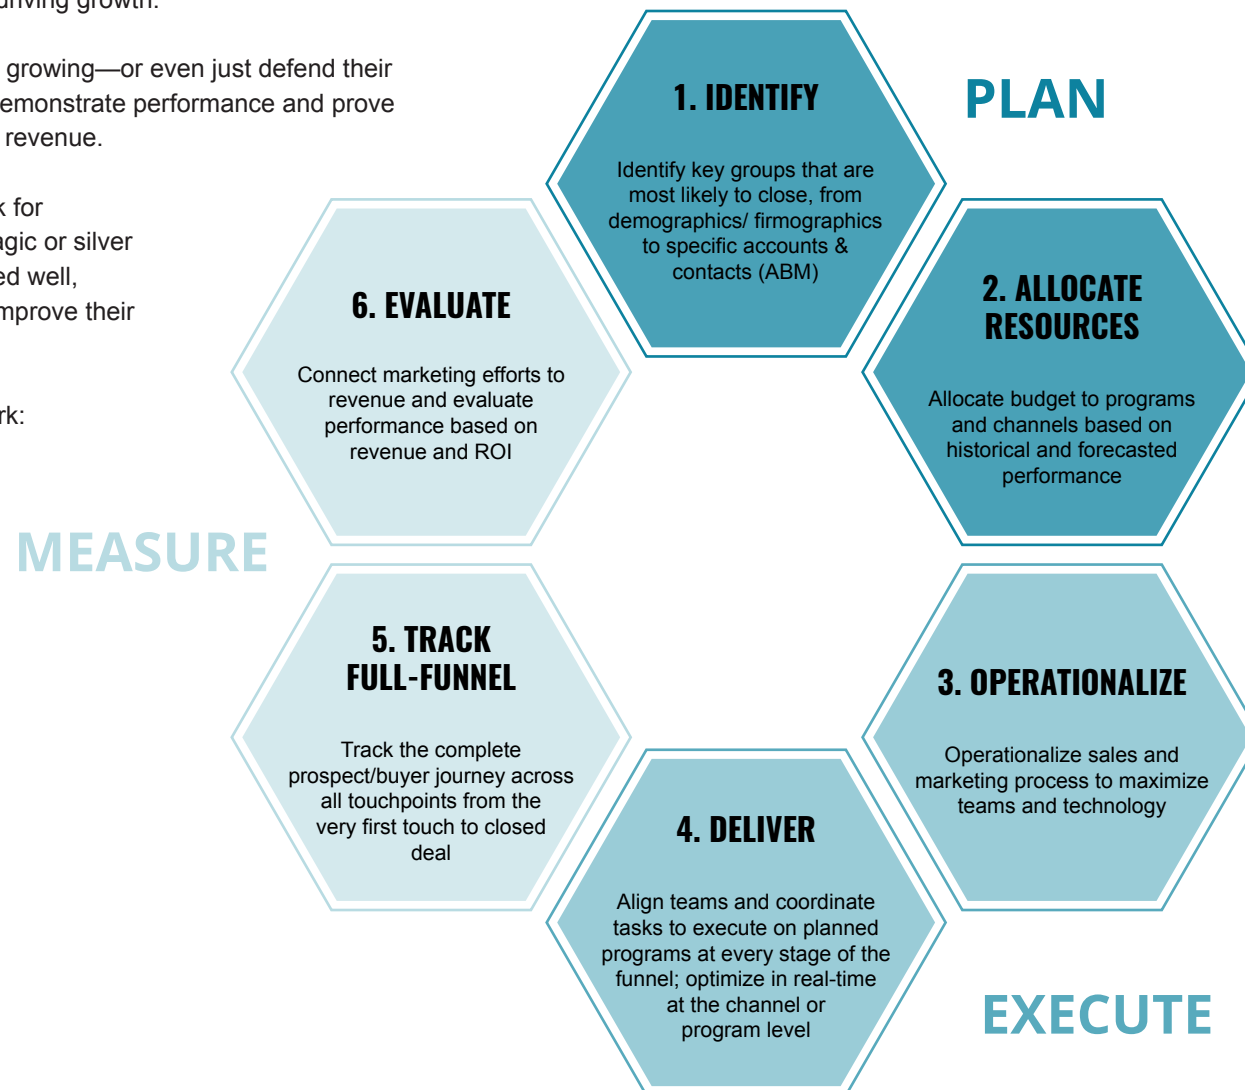 driving growth.
growing—or even just defend their
demonstrate performance and prove
revenue.
k for
agic or silver
ed well,
mprove their
rk:
PLAN
1. IDENTIFY
Identify key groups that are
most likely to close, from
demographics/ firmographics
to specific accounts &
contacts (ABM)
2. ALLOCATE
RESOURCES
Allocate budget to programs
and channels based on
historical and forecasted
performance
3. OPERATIONALIZE
Operationalize sales and
marketing process to maximize
teams and technology
EXECUTE
4. DELIVER
Align teams and coordinate
tasks to execute on planned
programs at every stage of the
funnel; optimize in real-time
at the channel or
program level
MEASURE
5. TRACK
FULL-FUNNEL
Track the complete
prospect/buyer journey across
all touchpoints from the
very first touch to closed
deal
6. EVALUATE
Connect marketing efforts to
revenue and evaluate
performance based on
revenue and ROI